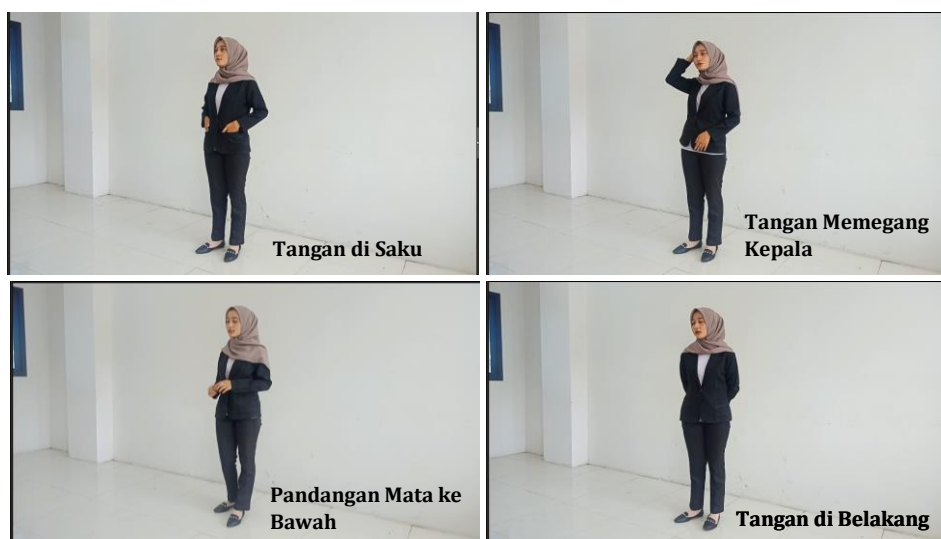 Tangan di Saku
Tangan Memegang
Kepala
Pandangan Mata ke
Bawah
Tangan di Belakang